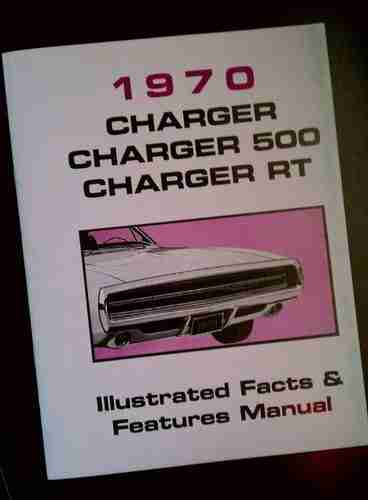 1970
CHARGER
CHARGER 500
CHARGER RT
Illustrated Facts &
Features Manual